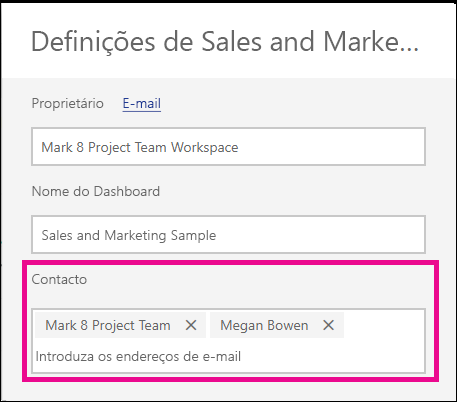 Definições de Sales and Marke...
Proprietário E-mail
Mark 8 Project Team Workspace
Nome do Dashboard
Sales and Marketing Sample
Contacto
Mark 8 Project Team × Megan Bowen ×
Introduza os endereços de e-mail